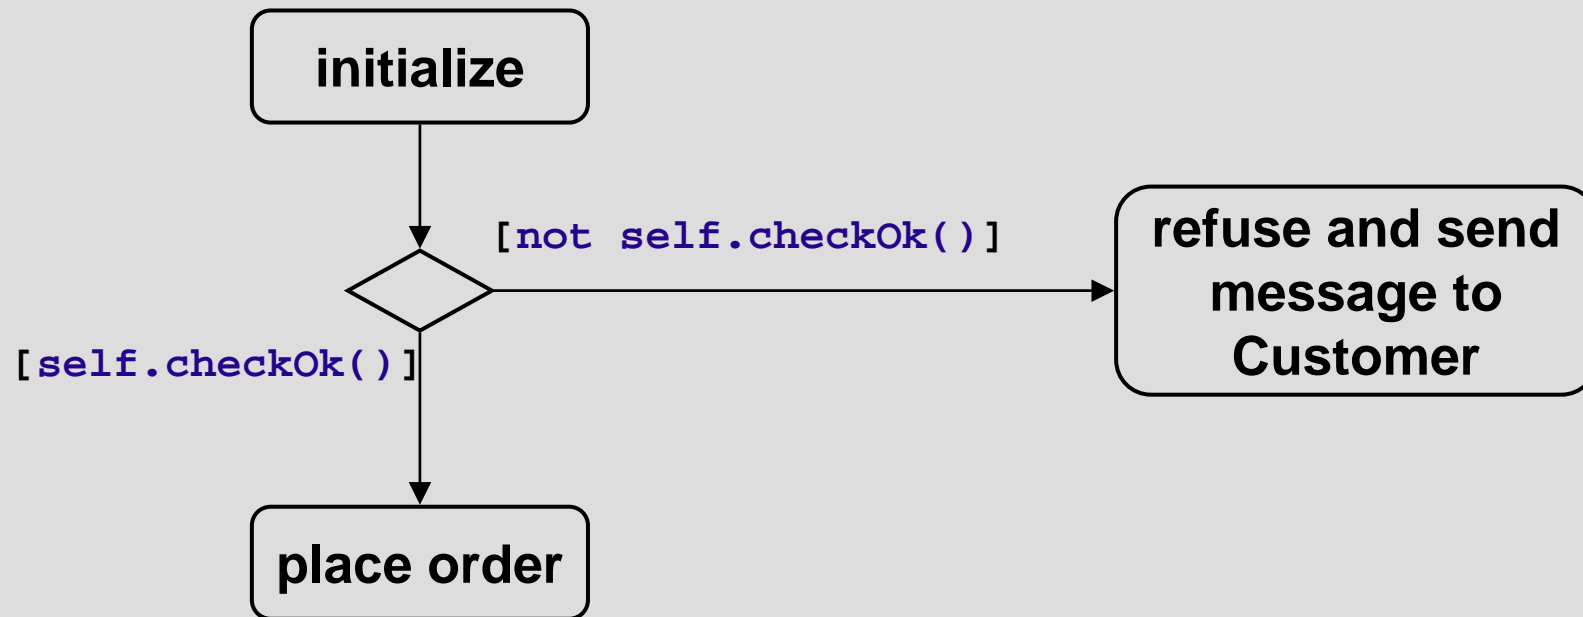 initialize
[not self.checkOk()]
refuse and send
message to
Customer
[self.checkOk()]
place order